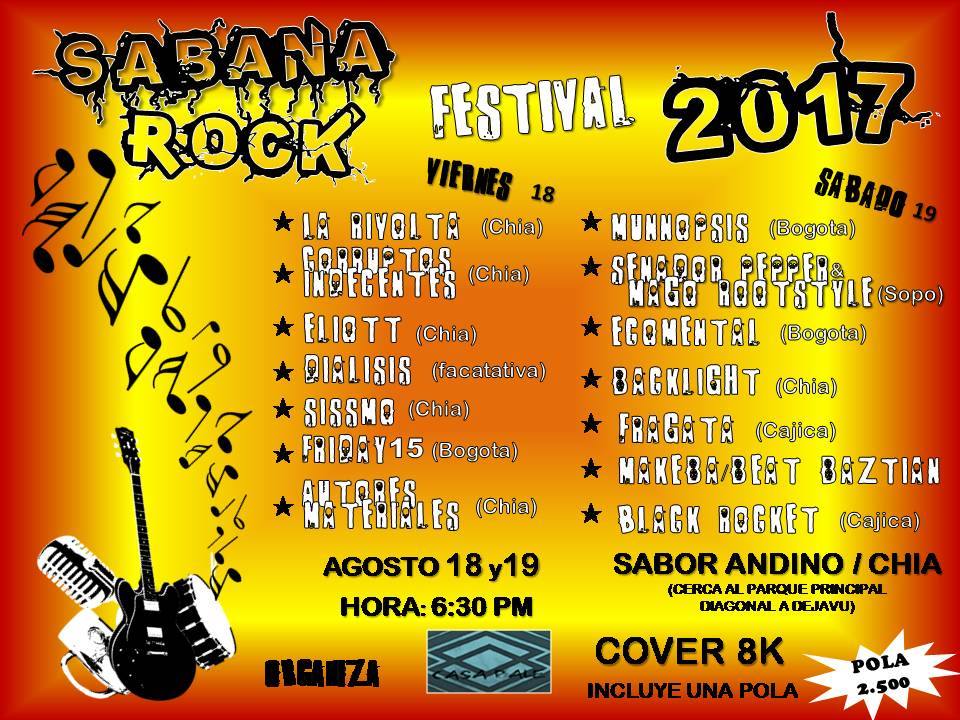 SABANA
ROCK
FESTIVAL
2017
VIERNES 18
LA RIVOLTA (Chia)
CORRUPTOS
INDECENTES (Chia)
ELIOTT (Chia)
DIALISIS (facatativa)
SISSMO (Chia)
FRIDAY15 (Bogota)
AUTORES
MATERIALES (Chia)
SABADO 19
MUNNOPSIS (Bogota)
SENADOR PEPPER&
MAGO ROOTSTYLE (Sopo)
EGOMENTAL (Bogota)
BACKLIGHT (Chia)
FRAGATA (Cajica)
MAKEBA/BEAT BAZTIAN
BLACK ROCKET (Cajica)
AGOSTO 18 y19
HORA: 6:30 PM
SABOR ANDINO / CHIA
(CERCA AL PARQUE PRINCIPAL
DIAGONAL A DEJAVU)
ORGANIZA
CASA D'ALE
COVER 8K
INCLUYE UNA POLA
POLA
2.500